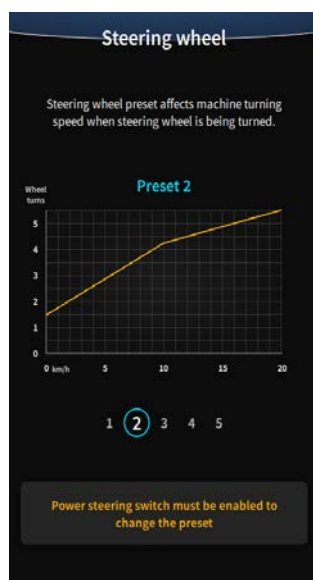 Steering wheel
Steering wheel preset affects machine turning
speed when steering wheel is being turned.
Wheel
turns
Preset 2
5
4
3
2
1
0
0 km/h 5 10 15 20
1 2 3 4 5
Power steering switch must be enabled to
change the preset